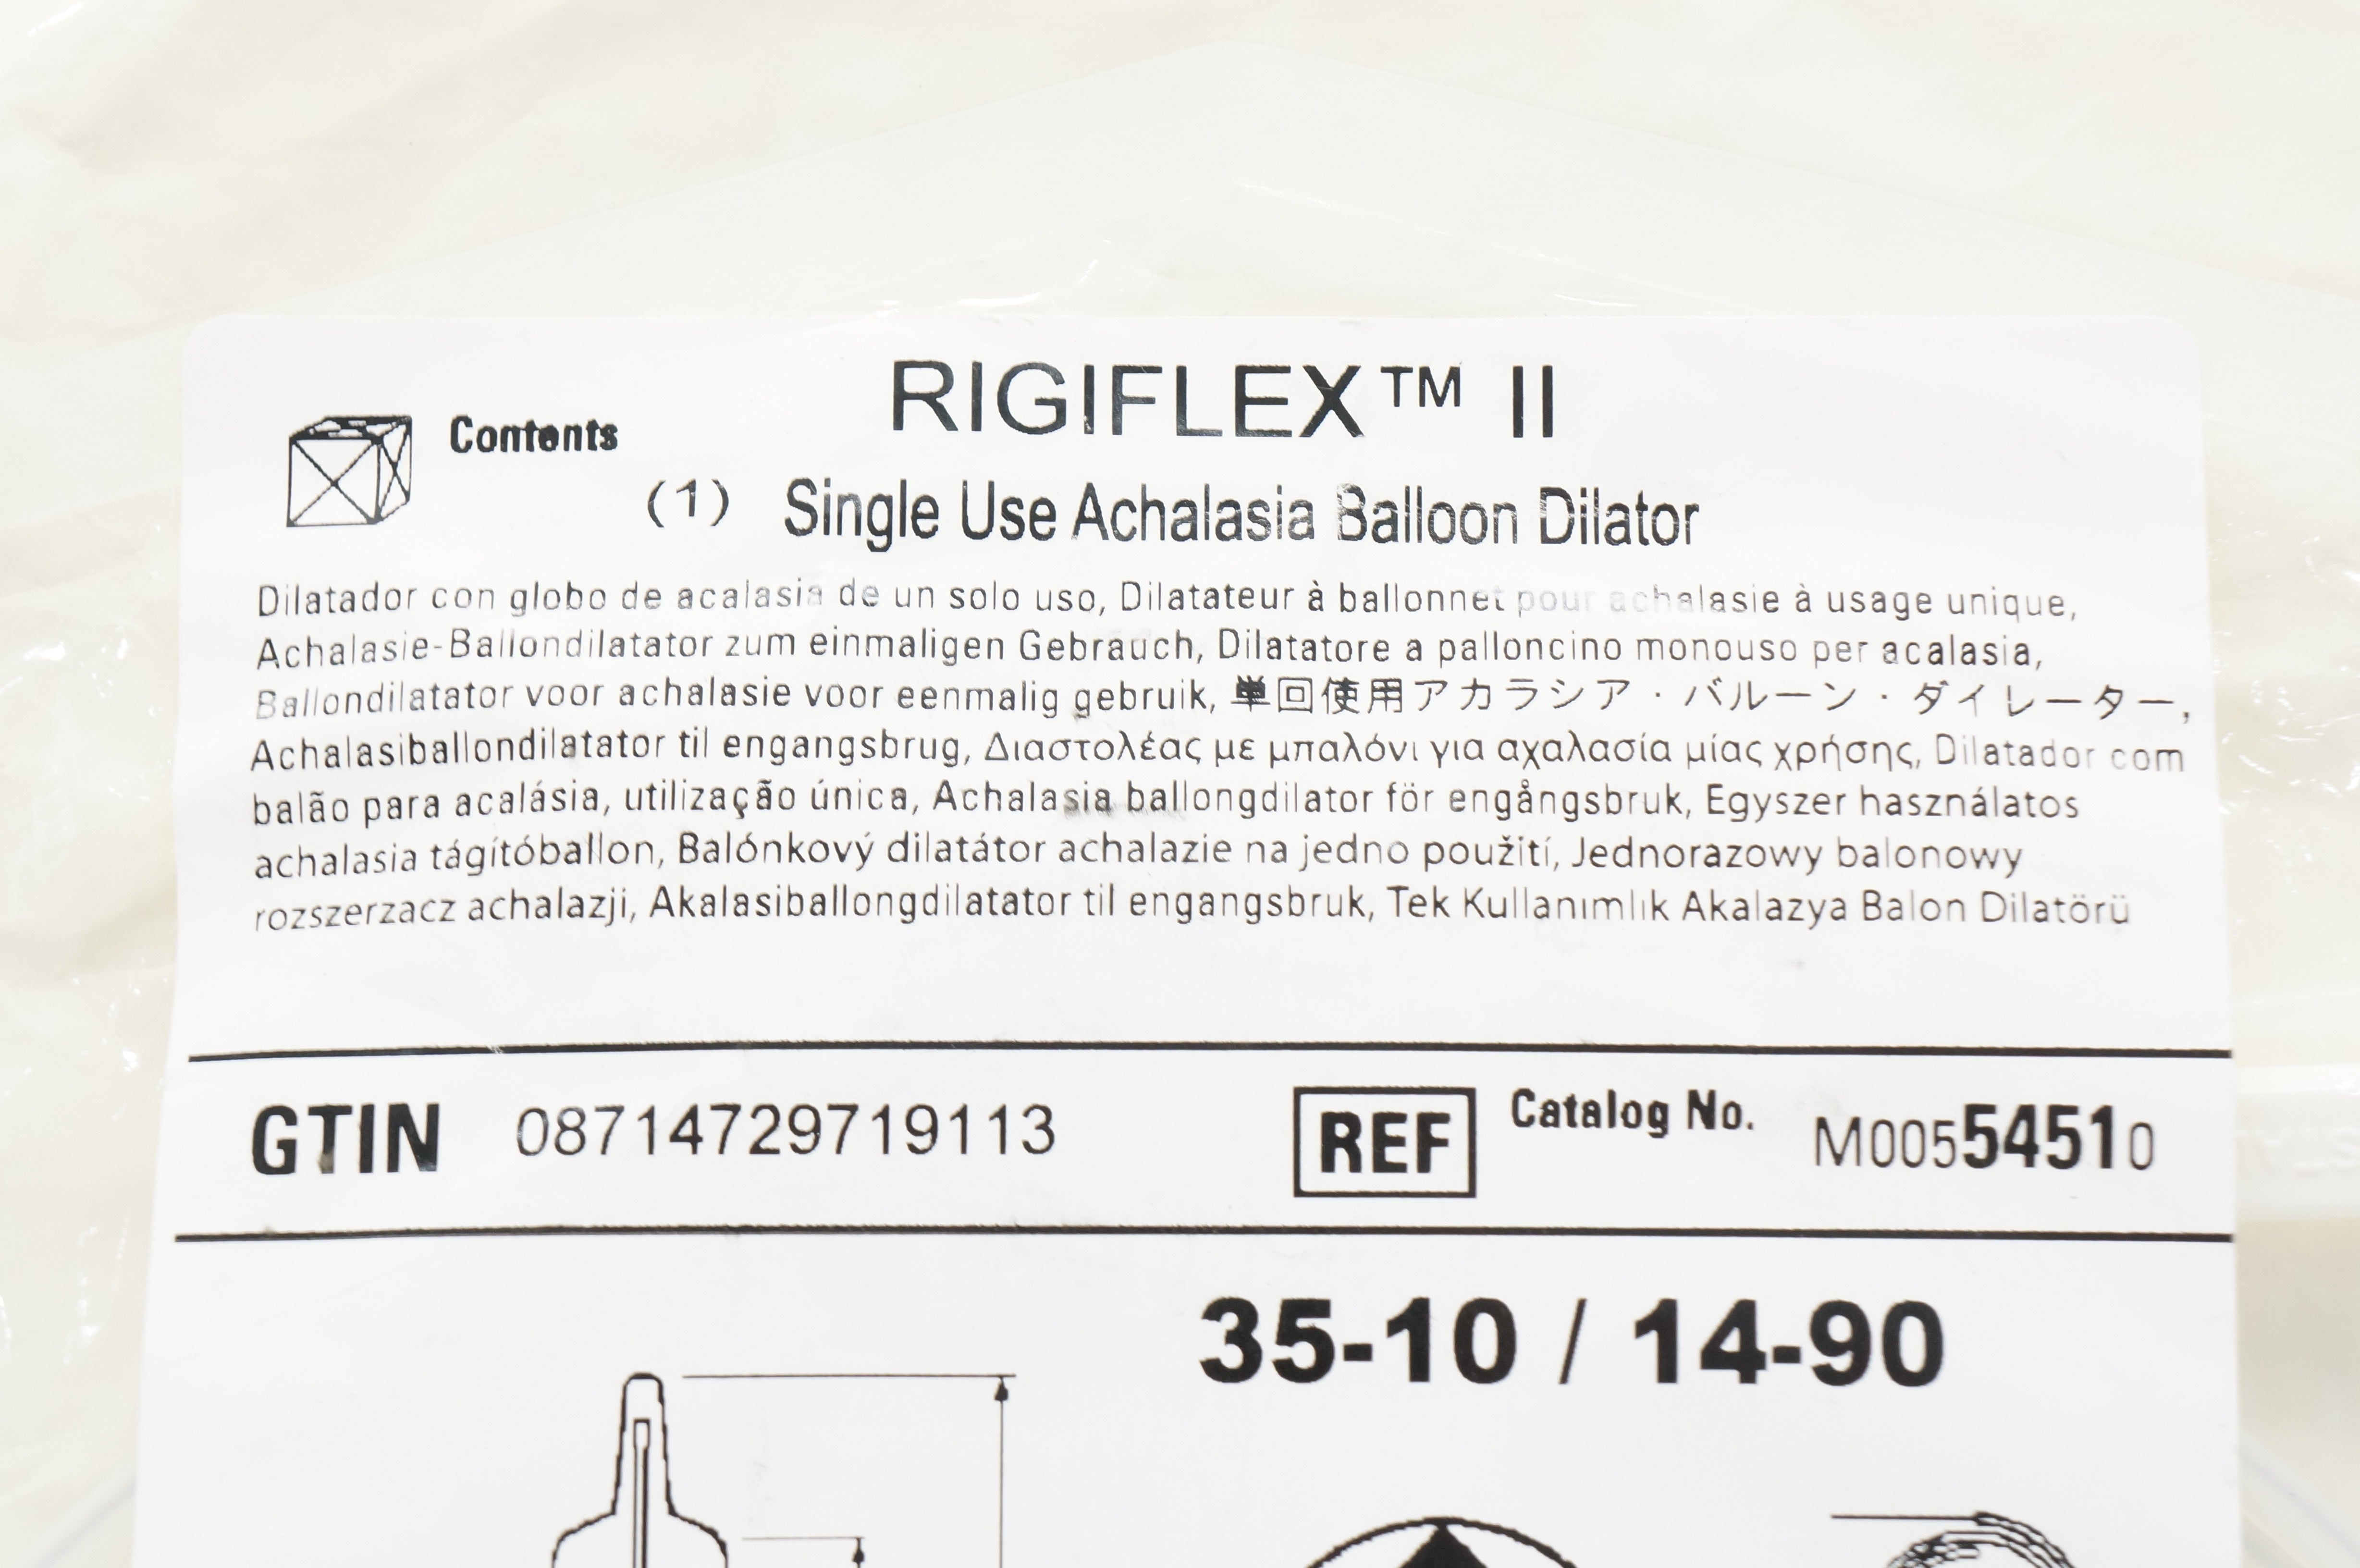 RIGIFLEX™ II
Contents
(1) Single Use Achalasia Balloon Dilator
Dilatador con globo de acalasia de un solo uso, Dilatateur à ballonnet pour achalasie à usage unique,
Achalasie-Ballondilatator zum einmaligen Gebrauch, Dilatatore a palloncino monouso per acalasia,
Ballondilatator voor achalasie voor eenmalig gebruik, 単回使用アカラシア・バルーン・ダイレーター,
Achalasiballondilatator til engangsbrug, Διαστολέας με μπαλόνι για αχαλασία μίας χρήσης, Dilatador com
balão para acalásia, utilização única, Achalasia ballongdilator för engångsbruk, Egyszer használatos
achalasia tágítóballon, Balónkový dilatátor achalazie na jedno použití, Jednorazowy balonowy
rozszerzacz achalazji, Akalasiballongdilatator til engangsbruk, Tek Kullanımlık Akalazya Balon Dilatörü
GTIN 08714729719113 REF Catalog No. M00554510
35-10 / 14-90